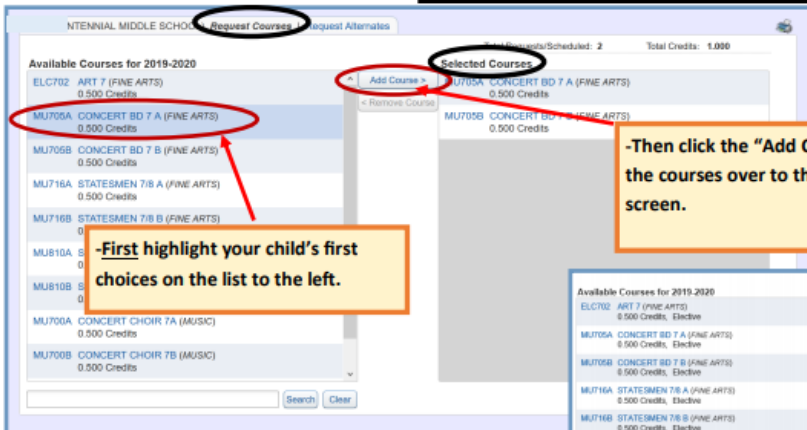 NTENNIAL MIDDLE SCHOOL Request Courses Request Alternates
Total Requests/Scheduled: 2 Total Credits: 1.000
Available Courses for 2019-2020
ELC702 ART 7 (FINE ARTS)
0.500 Credits
MU705A CONCERT BD 7 A (FINE ARTS)
0.500 Credits
MU705B CONCERT BD 7 B (FINE ARTS)
0.500 Credits
MU716A STATESMEN 7/8 A (FINE ARTS)
0.500 Credits
MU716B STATESMEN 7/8 B (FINE ARTS)
0
MU810A S
0
MU810B S
0
MU700A CONCERT CHOIR 7A (MUSIC)
0.500 Credits
MU700B CONCERT CHOIR 7B (MUSIC)
0.500 Credits
Search Clear
Add Course >
< Remove Course
Selected Courses
MU705A CONCERT BD 7 A (FINE ARTS)
0.500 Credits
MU705B CONCERT BD 7 B (FINE ARTS)
0.500 Credits
-First highlight your child's first
choices on the list to the left.
-Then click the "Add C
the courses over to th
screen.
Available Courses for 2019-2020
ELC702 ART 7 (FINE ARTS)
0.500 Credits, Elective
MU705A CONCERT BD 7 A (FINE ARTS)
0.500 Credits, Elective
MU705B CONCERT BD 7 B (FINE ARTS)
0.500 Credits, Elective
MU716A STATESMEN 7/8 A (FINE ARTS)
0.500 Credits, Elective
MU716B STATESMEN 7/8 B (FINE ARTS)
0.500 Credits, Elective